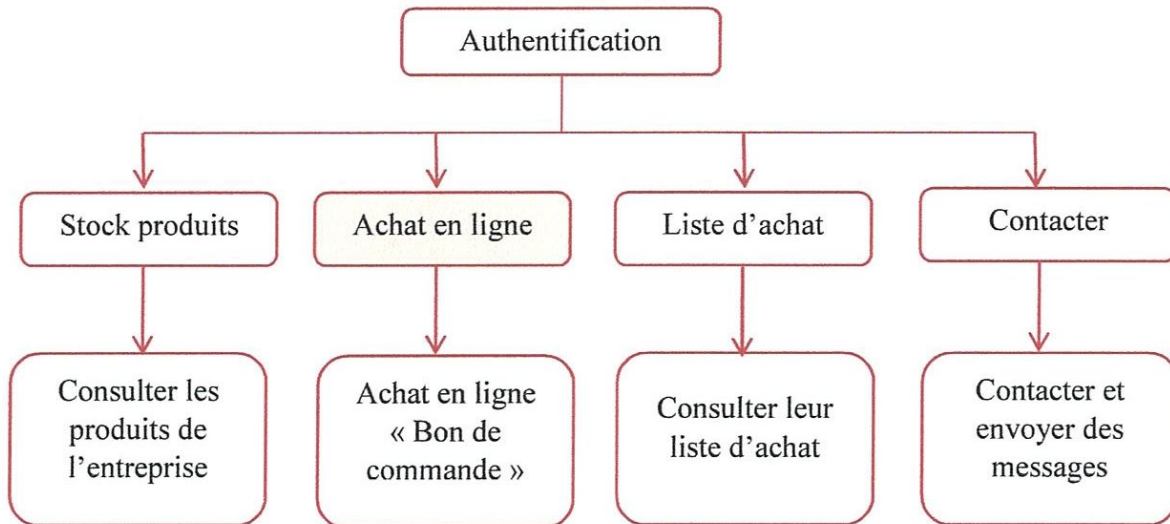 Authentification
Stock produits
Achat en ligne
Liste d’achat
Contacter
Consulter les
produits de
l’entreprise
Achat en ligne
« Bon de
commande »
Consulter leur
liste d’achat
Contacter et
envoyer des
messages